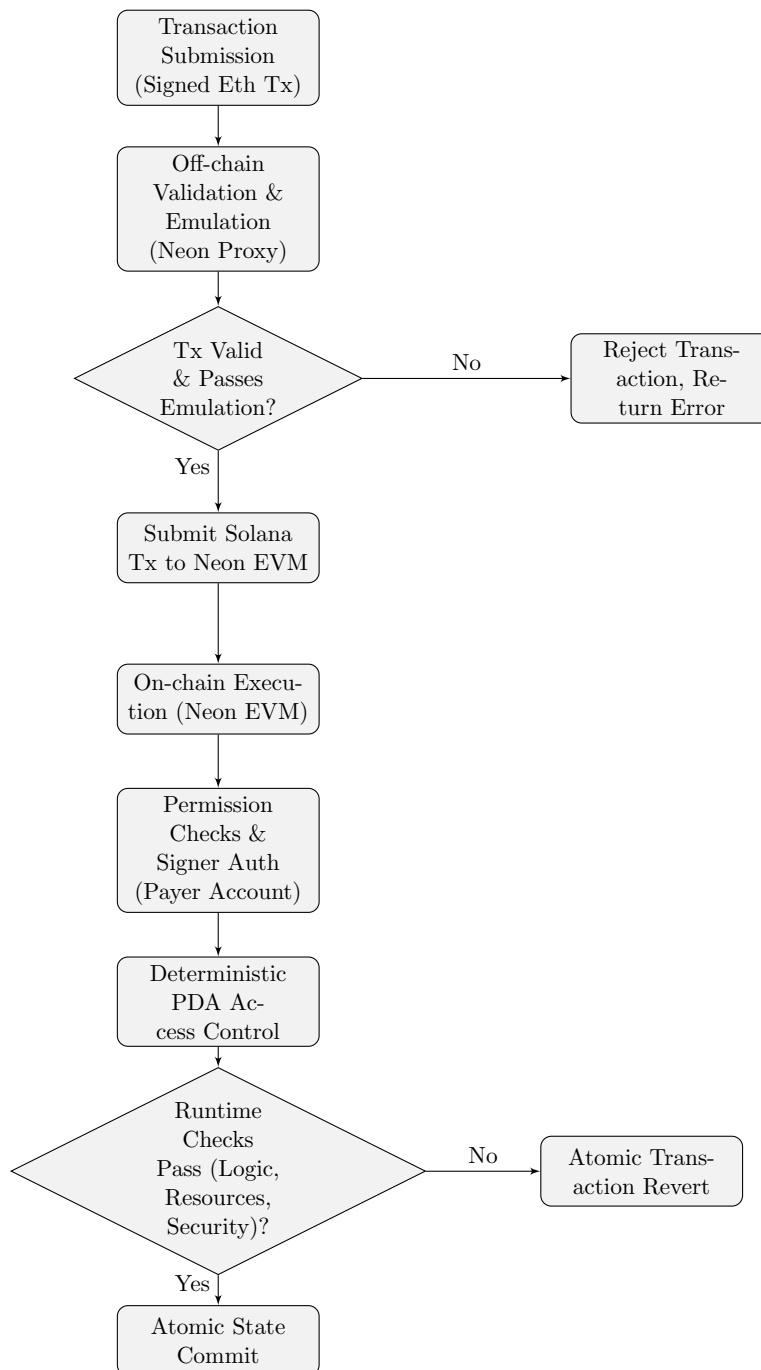 Transaction
Submission
(Signed Eth Tx)
Off-chain
Validation &
Emulation
(Neon Proxy)
Tx Valid
& Passes
Emulation?
No
Reject Trans-
action, Re-
turn Error
Yes
Submit Solana
Tx to Neon EVM
On-chain Execu-
tion (Neon EVM)
Permission
Checks &
Signer Auth
(Payer Account)
Deterministic
PDA Ac-
cess Control
Runtime
Checks
Pass (Logic,
Resources,
Security)?
No
Atomic Trans-
action Revert
Yes
Atomic State
Commit